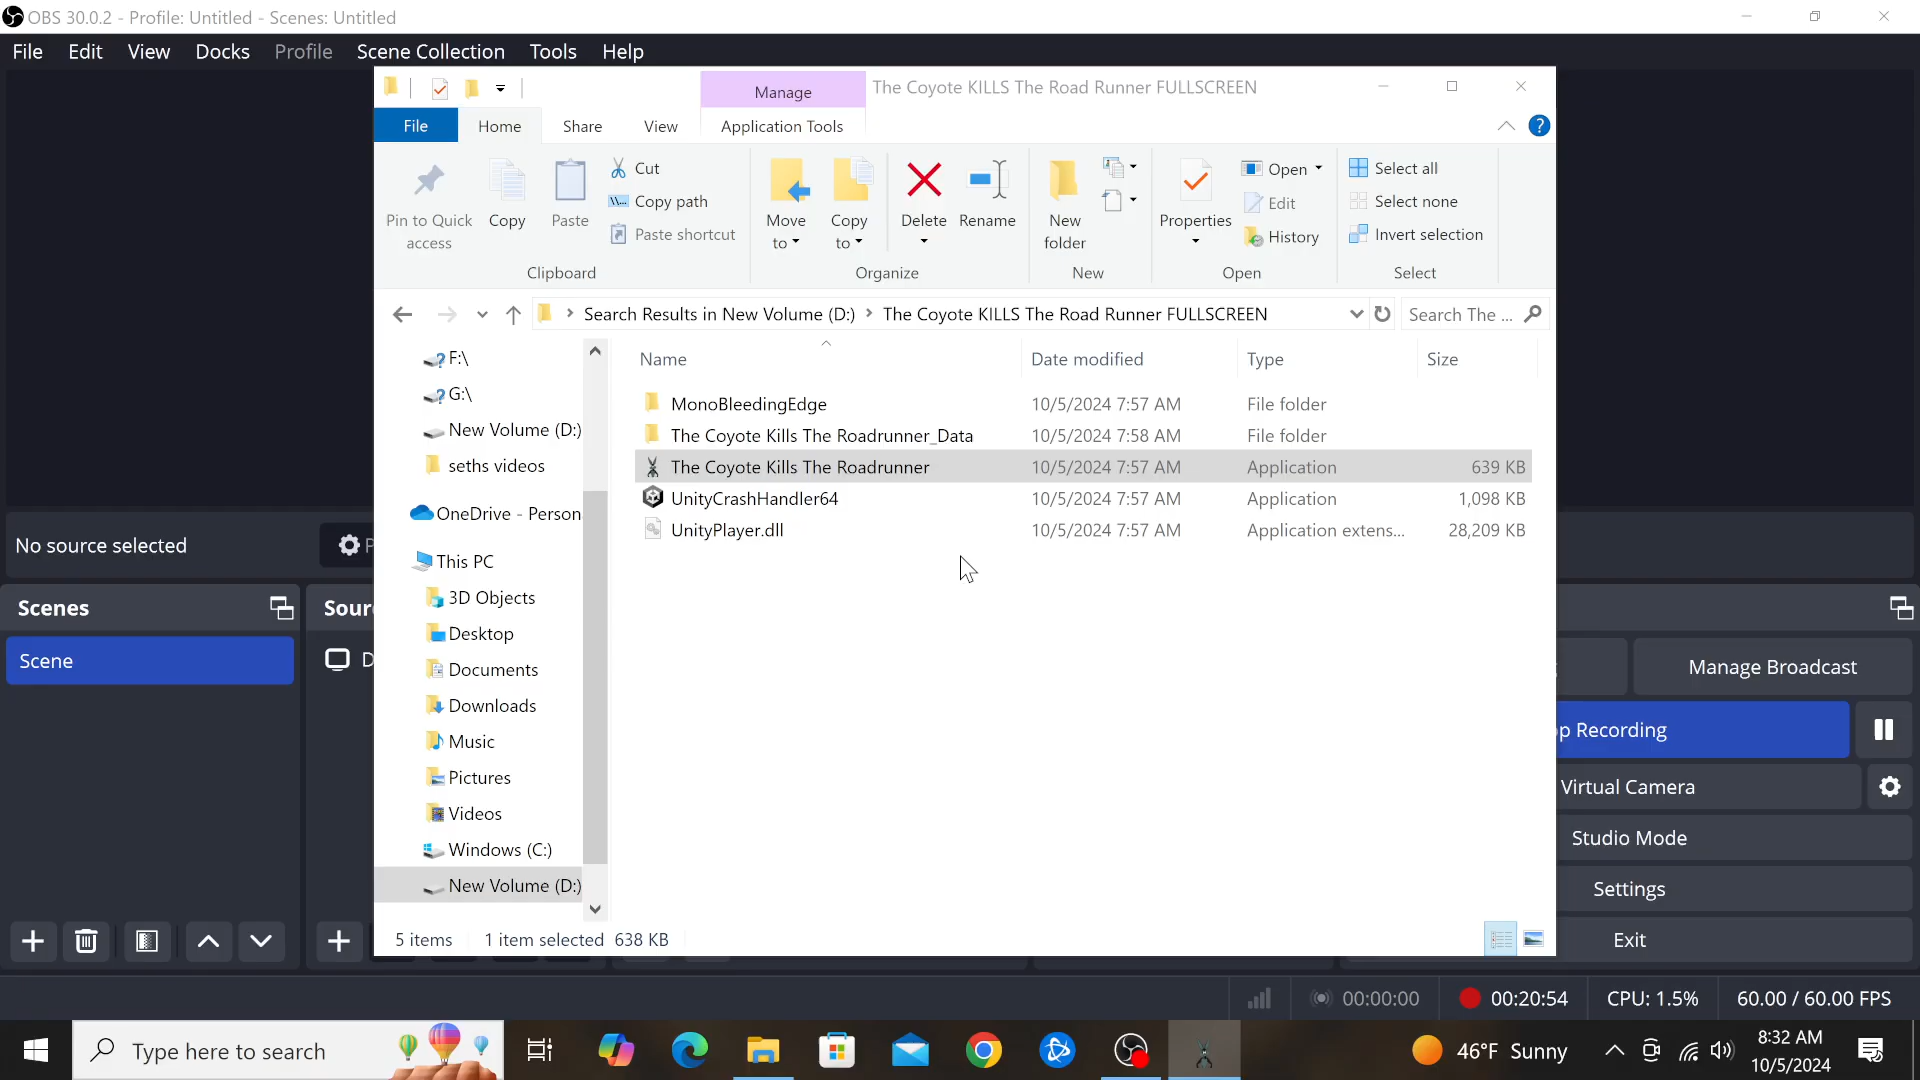 OBS 30.0.2 - Profile: Untitled - Scenes: Untitled
File Edit View Docks Profile Scene Collection Tools Help
Manage
The Coyote KILLS The Road Runner FULLSCREEN
File Home Share View Application Tools
Pin to Quick access
Copy
Paste
Cut
Copy path
Paste shortcut
Clipboard
Move to
Copy to
Delete
Rename
Organize
New folder
New
Properties
Open
Edit
History
Open
Select all
Select none
Invert selection
Select
Search Results in New Volume (D:) > The Coyote KILLS The Road Runner FULLSCREEN
Search The ...
F:\
G:\
New Volume (D:)
seths videos
OneDrive - Person
This PC
3D Objects
Desktop
Documents
Downloads
Music
Pictures
Videos
Windows (C:)
New Volume (D:)
Name Date modified Type Size
MonoBleedingEdge 10/5/2024 7:57 AM File folder
The Coyote Kills The Roadrunner_Data 10/5/2024 7:58 AM File folder
The Coyote Kills The Roadrunner 10/5/2024 7:57 AM Application 639 KB
UnityCrashHandler64 10/5/2024 7:57 AM Application 1,098 KB
UnityPlayer.dll 10/5/2024 7:57 AM Application extens... 28,209 KB
5 items 1 item selected 638 KB
No source selected
Scenes
Scene
Sour
D
Manage Broadcast
p Recording
Virtual Camera
Studio Mode
Settings
Exit
00:00:00 00:20:54 CPU: 1.5% 60.00 / 60.00 FPS
Type here to search
46°F Sunny
8:32 AM
10/5/2024